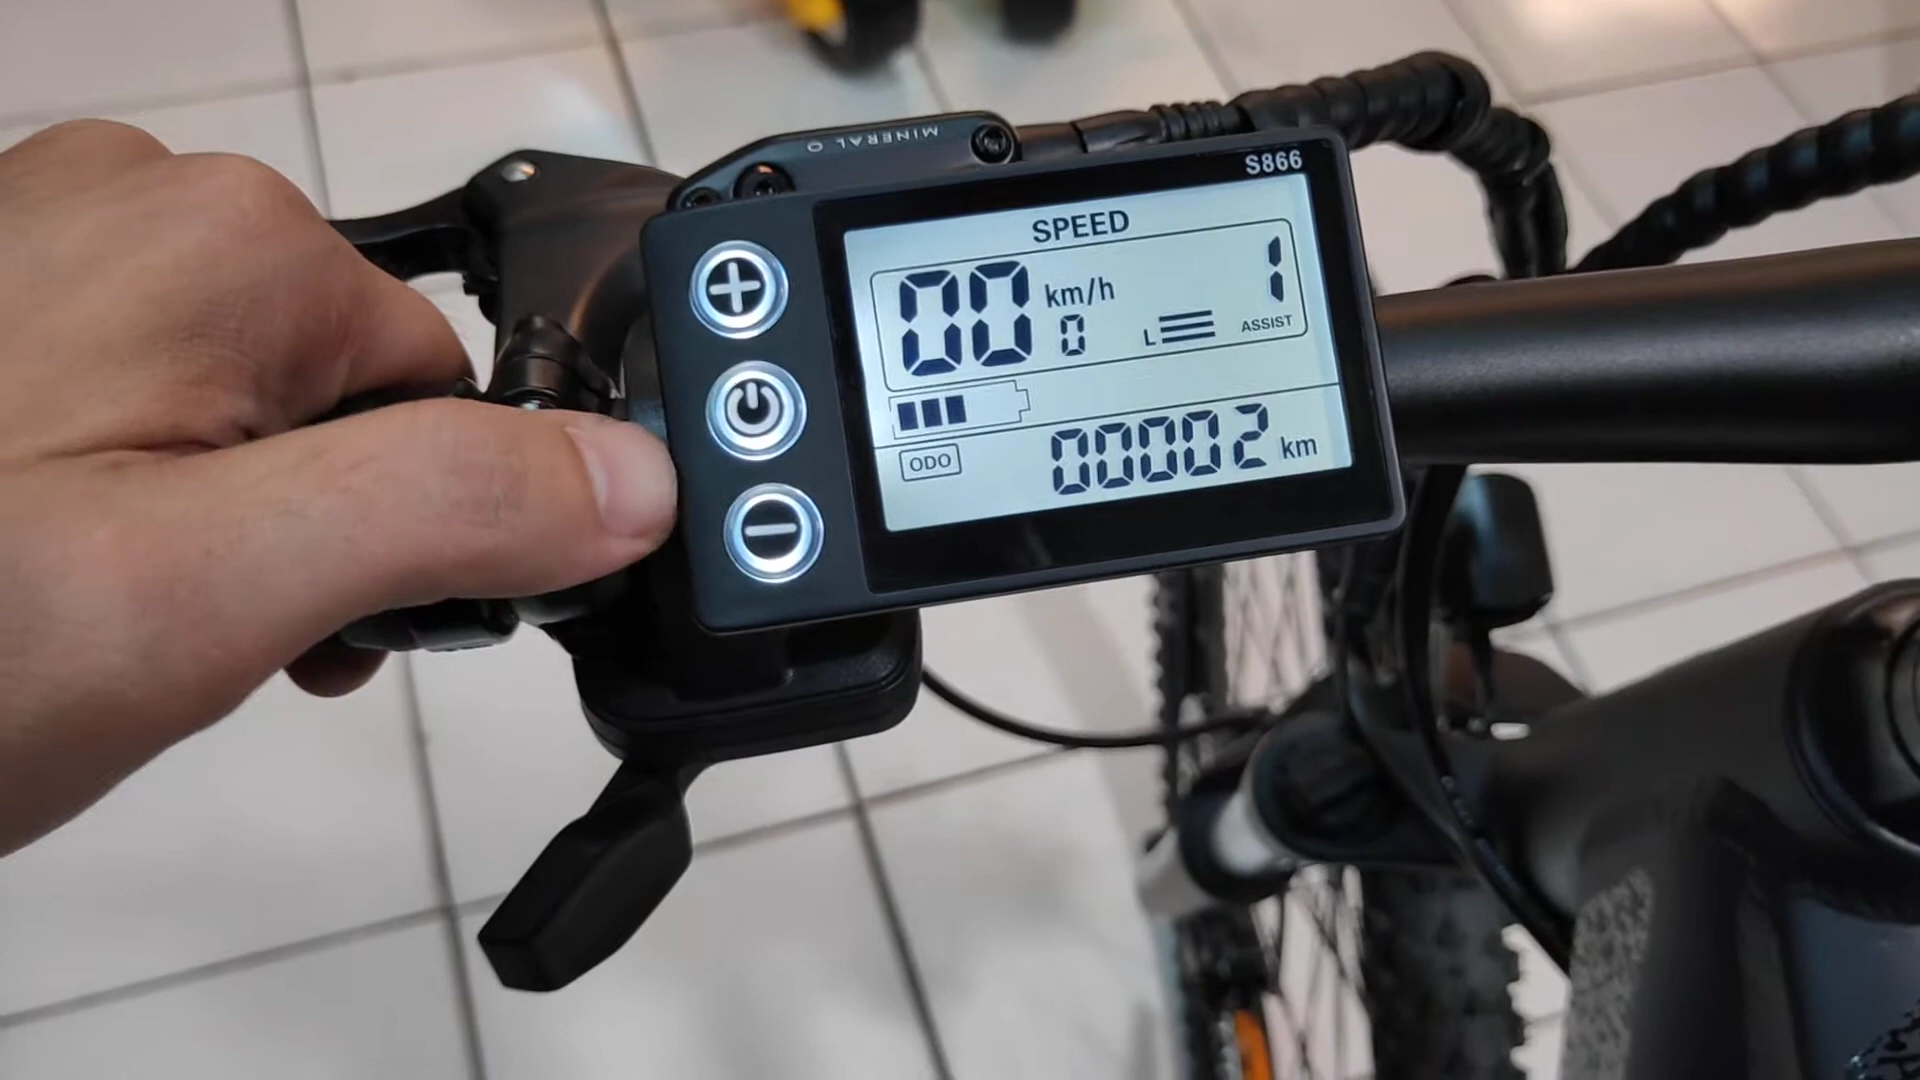 MINERAL O
S866
SPEED
00 km/h 1
0 L ASSIST
ODO 00002 km